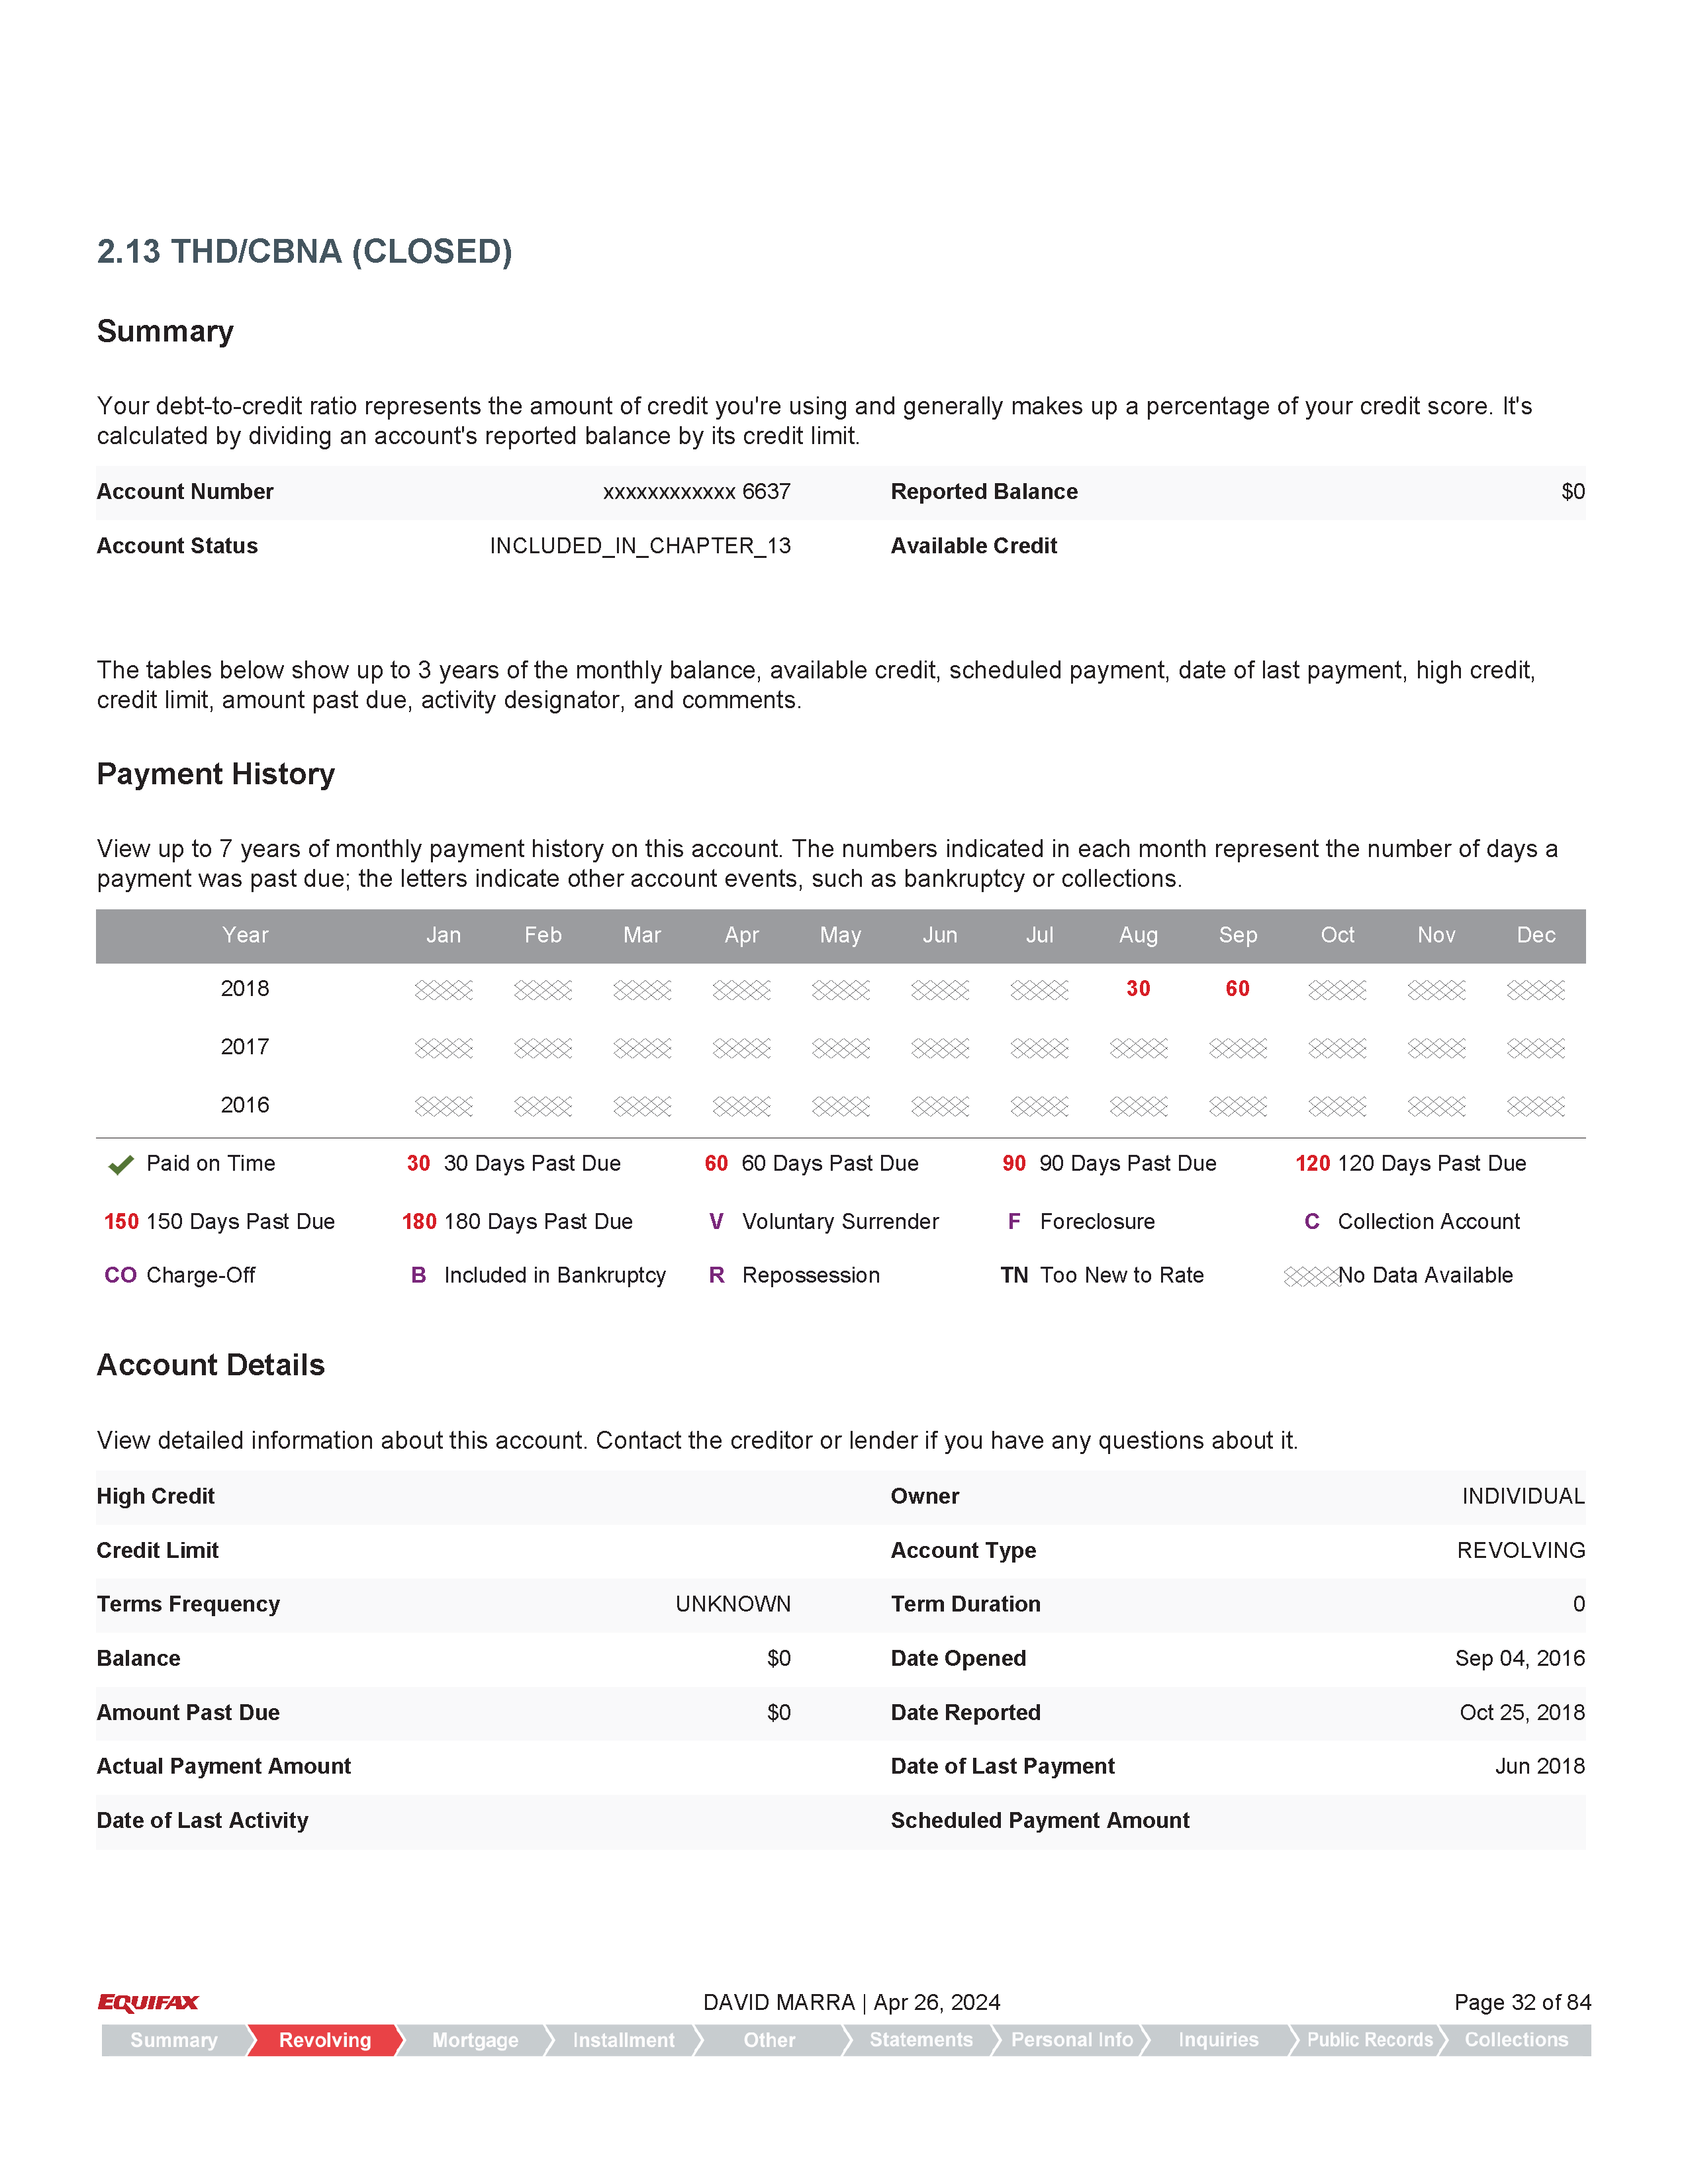 2.13 THD/CBNA (CLOSED)
Summary
Your debt-to-credit ratio represents the amount of credit you're using and generally makes up a percentage of your credit score. It's
calculated by dividing an account's reported balance by its credit limit.
Account Number xxxxxxxxxxxx 6637 Reported Balance $0
Account Status INCLUDED_IN_CHAPTER_13 Available Credit
The tables below show up to 3 years of the monthly balance, available credit, scheduled payment, date of last payment, high credit,
credit limit, amount past due, activity designator, and comments.
Payment History
View up to 7 years of monthly payment history on this account. The numbers indicated in each month represent the number of days a
payment was past due; the letters indicate other account events, such as bankruptcy or collections.
Year Jan Feb Mar Apr May Jun Jul Aug Sep Oct Nov Dec
2018 30 60
2017
2016
Paid on Time 30 30 Days Past Due 60 60 Days Past Due 90 90 Days Past Due 120 120 Days Past Due
150 150 Days Past Due 180 180 Days Past Due V Voluntary Surrender F Foreclosure C Collection Account
CO Charge-Off B Included in Bankruptcy R Repossession TN Too New to Rate No Data Available
Account Details
View detailed information about this account. Contact the creditor or lender if you have any questions about it.
High Credit Owner INDIVIDUAL
Credit Limit Account Type REVOLVING
Terms Frequency UNKNOWN Term Duration 0
Balance $0 Date Opened Sep 04, 2016
Amount Past Due $0 Date Reported Oct 25, 2018
Actual Payment Amount Date of Last Payment Jun 2018
Date of Last Activity Scheduled Payment Amount
EQUIFAX DAVID MARRA | Apr 26, 2024 Page 32 of 84
Summary Revolving Mortgage Installment Other Statements Personal Info Inquiries Public Records Collections